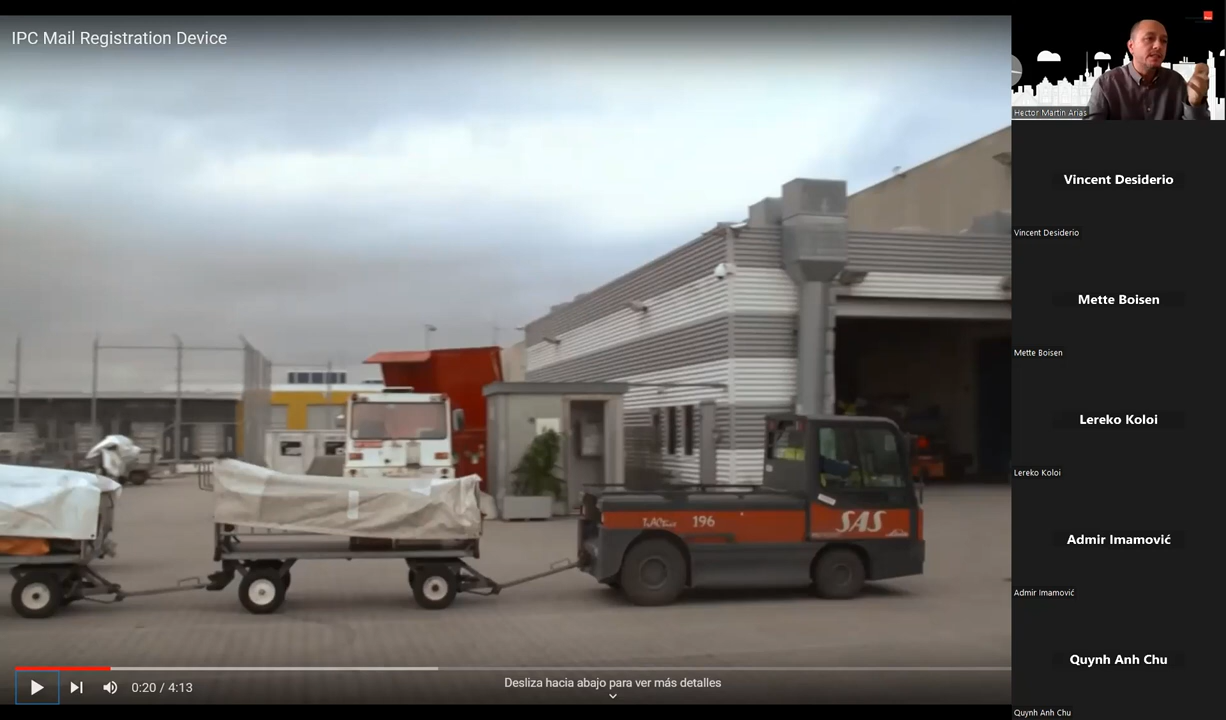 IPC Mail Registration Device
196
SAS
0:20 / 4:13
Desliza hacia abajo para ver más detalles
Hector Martin Arias
Vincent Desiderio
Vincent Desiderio
Mette Boisen
Mette Boisen
Lereko Koloi
Lereko Koloi
Admir Imamović
Admir Imamović
Quynh Anh Chu
Quynh Anh Chu